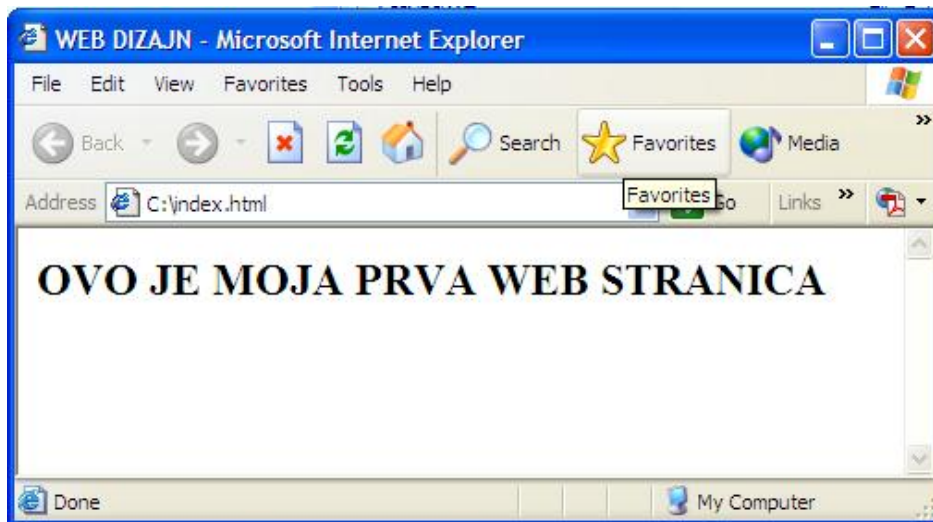 WEB DIZAJN - Microsoft Internet Explorer
File Edit View Favorites Tools Help
Back Search Favorites Media »
Address C:\index.html Go Links »
Favorites
OVO JE MOJA PRVA WEB STRANICA
Done My Computer